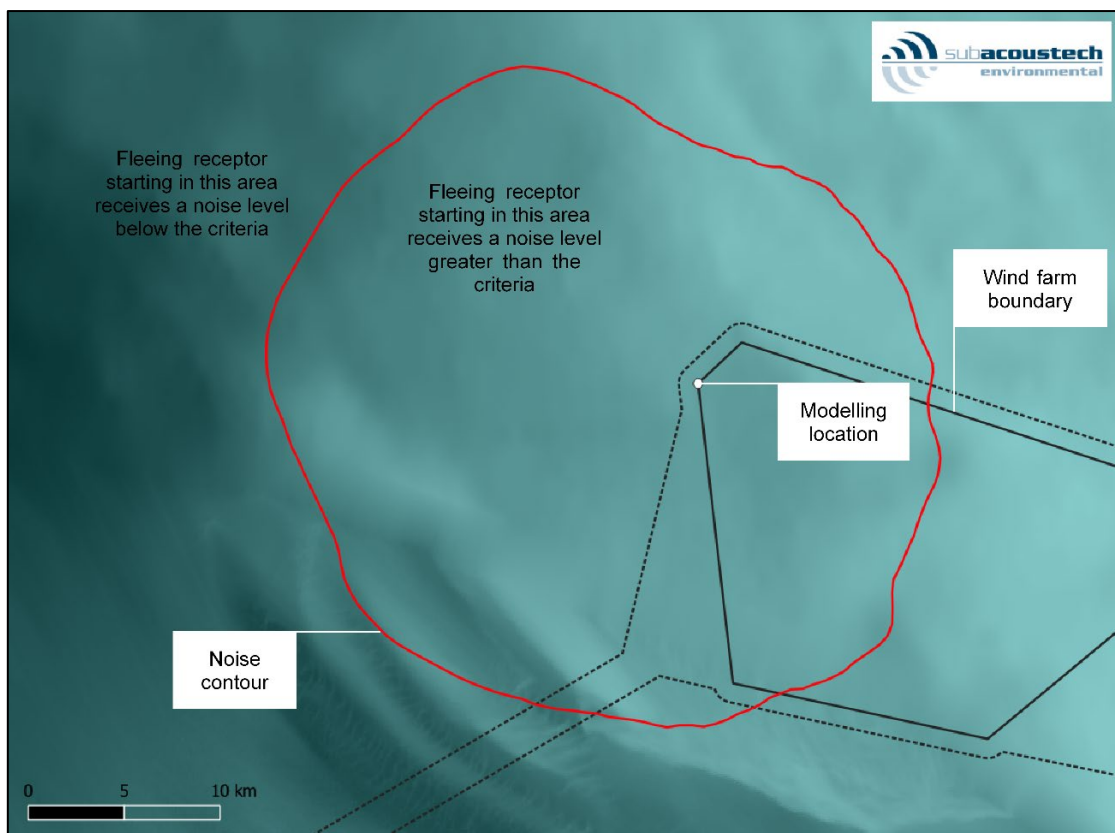 subacoustech
environmental
Fleeing receptor
starting in this area
receives a noise level
below the criteria
Fleeing receptor
starting in this area
receives a noise level
greater than the
criteria
Wind farm
boundary
Modelling
location
Noise
contour
0 5 10 km